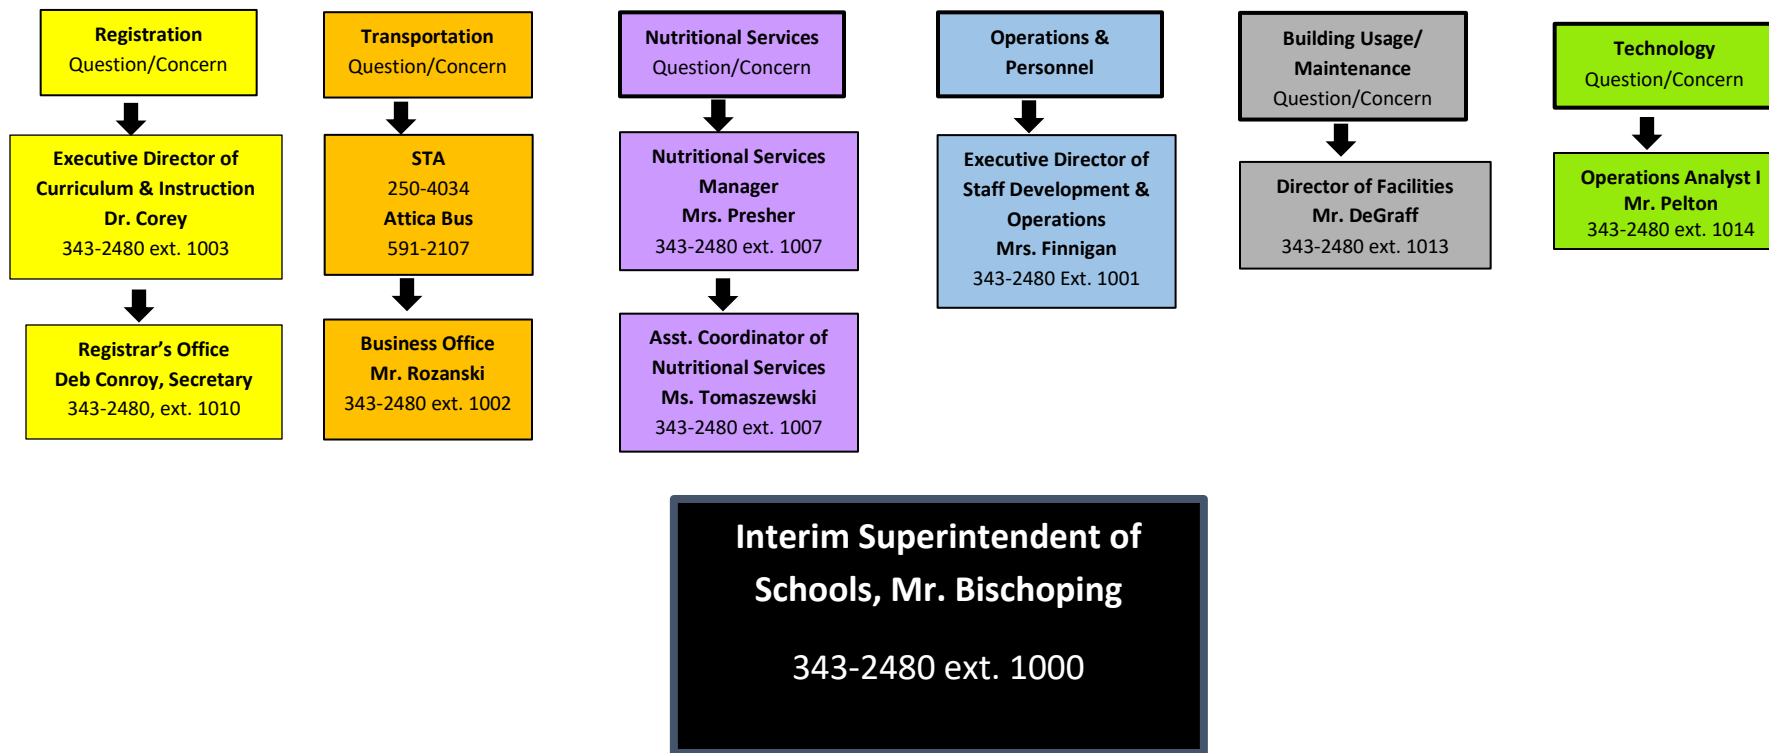 Registration
Question/Concern
Executive Director of
Curriculum & Instruction
Dr. Corey
343-2480 ext. 1003
Registrar’s Office
Deb Conroy, Secretary
343-2480, ext. 1010
Transportation
Question/Concern
STA
250-4034
Attica Bus
591-2107
Business Office
Mr. Rozanski
343-2480 ext. 1002
Nutritional Services
Question/Concern
Nutritional Services
Manager
Mrs. Presher
343-2480 ext. 1007
Asst. Coordinator of
Nutritional Services
Ms. Tomaszewski
343-2480 ext. 1007
Operations &
Personnel
Executive Director of
Staff Development &
Operations
Mrs. Finnigan
343-2480 Ext. 1001
Building Usage/
Maintenance
Question/Concern
Director of Facilities
Mr. DeGraff
343-2480 ext. 1013
Technology
Question/Concern
Operations Analyst I
Mr. Pelton
343-2480 ext. 1014
Interim Superintendent of
Schools, Mr. Bischoping
343-2480 ext. 1000